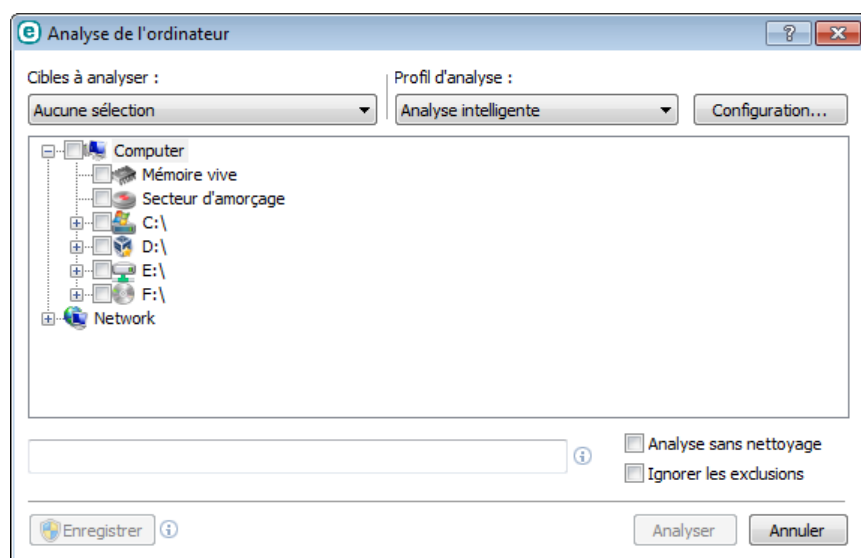 Analyse de l'ordinateur
Cibles à analyser :
Profil d'analyse :
Aucune sélection
Analyse intelligente
Configuration...
Computer
Mémoire vive
Secteur d'amorçage
C:\
D:\
E:\
F:\
Network
Analyse sans nettoyage
Ignorer les exclusions
Enregistrer
Analyser
Annuler